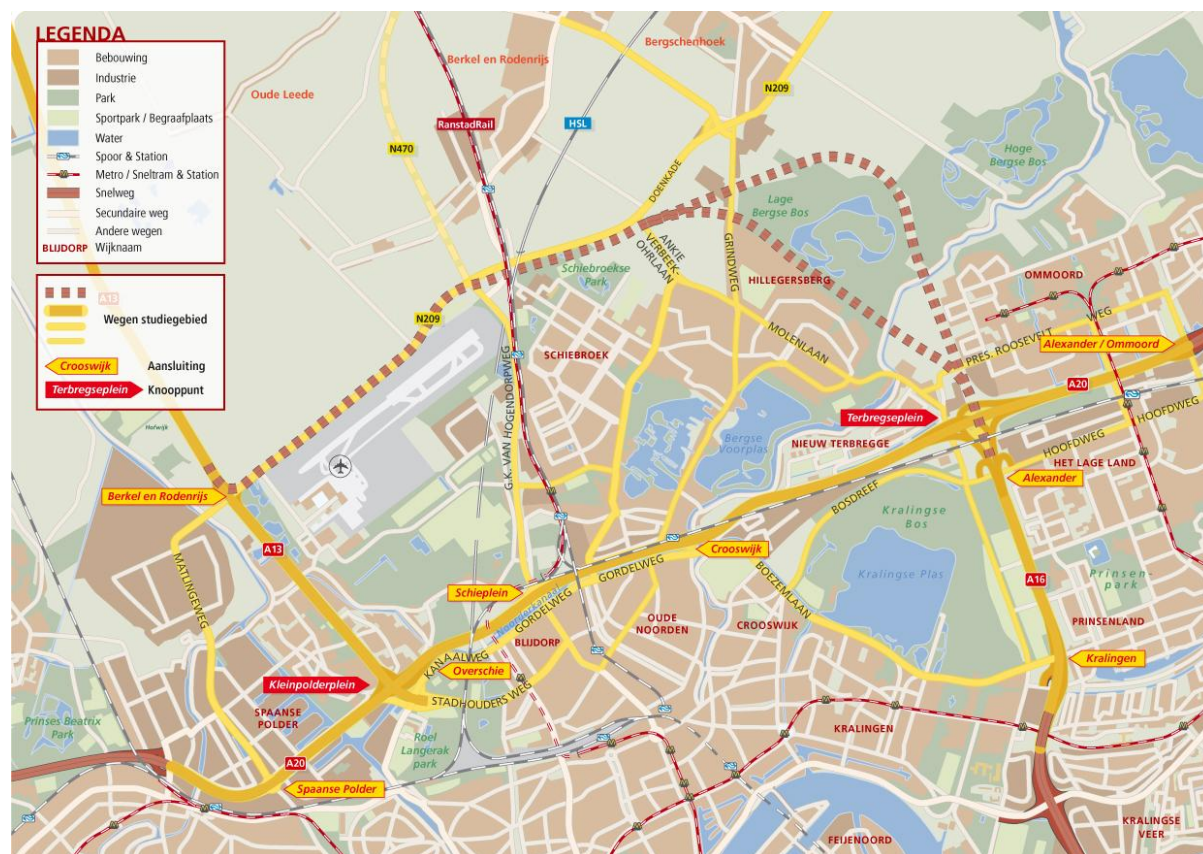 LEGENDA
Bebouwing
Industrie
Park
Sportpark / Begraafplaats
Water
Spoor & Station
Metro / Sneltram & Station
Snelweg
Secundaire weg
Andere wegen
BLIJDORP Wijknaam
A13
Wegen studiegebied
Crooswijk Aansluiting
Terbregseplein Knooppunt
Oude Leede
Berkel en Rodenrijs
Bergschenhoek
N209
RanstadRail
HSL
N470
DOENKADE
Hoge
Bergse Bos
Lage
Bergse Bos
ANKIE
VERBEEK-
OHRLAAN
GRINDWEG
HILLEGERSBERG
Schiebroekse
Park
OMMOORD
N209
MOLENLAAN
PRES. ROOSEVELT WEG
Alexander / Ommoord
SCHIEBROEK
G.K. VAN HOGENDORPWEG
A20
Terbregseplein
HOOFDWEG
Hofwijk
Bergse
Voorplas
NIEUW TERBREGGE
HOOFDWEG
HET LAGE LAND
Alexander
Berkel en Rodenrijs
BOSDREEF
Kralingse
Bos
A13
Crooswijk
MATLINGEWEG
GORDELWEG
BOEZEMLAAN
Kralingse Plas
A16
Prinsen-
park
Schieplein
Noorderkanaal
GORDELWEG
OUDE
NOORDEN
CROOSWIJK
PRINSENLAND
BLIJDORP
KANAALWEG
Overschie
Kralingen
Kleinpolderplein
STADHOUDERS WEG
SPAANSE
POLDER
Prinses Beatrix
Park
Roel
Langerak
park
KRALINGEN
A20
Spaanse Polder
KRALINGSE
VEER
FEIJENOORD